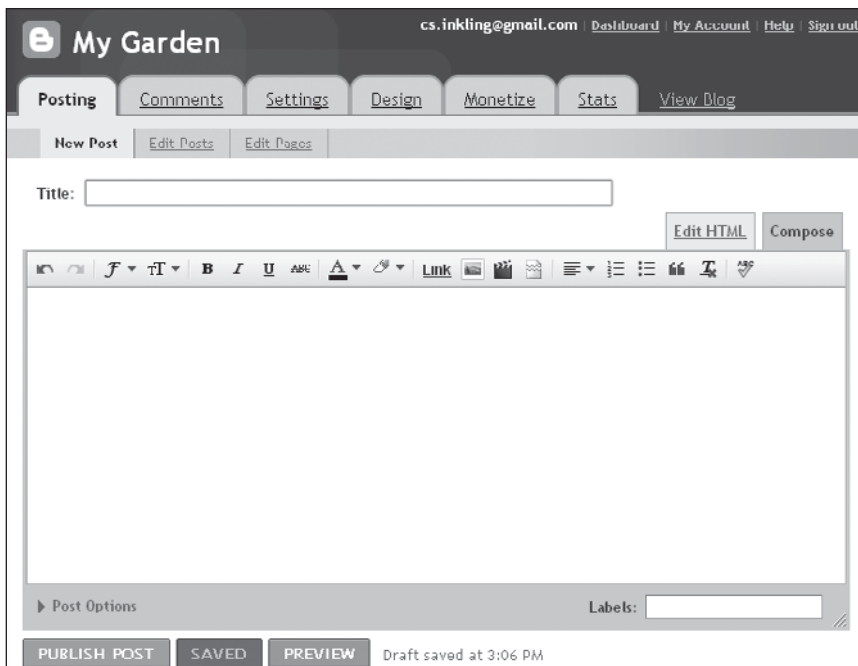 cs.inkling@gmail.com | Dashboard | My Account | Help | Sign out
My Garden
Posting Comments Settings Design Monetize Stats View Blog
New Post Edit Posts Edit Pages
Title:
Edit HTML Compose
B I U ABC A Link ABC
Post Options Labels:
PUBLISH POST SAVED PREVIEW Draft saved at 3:06 PM